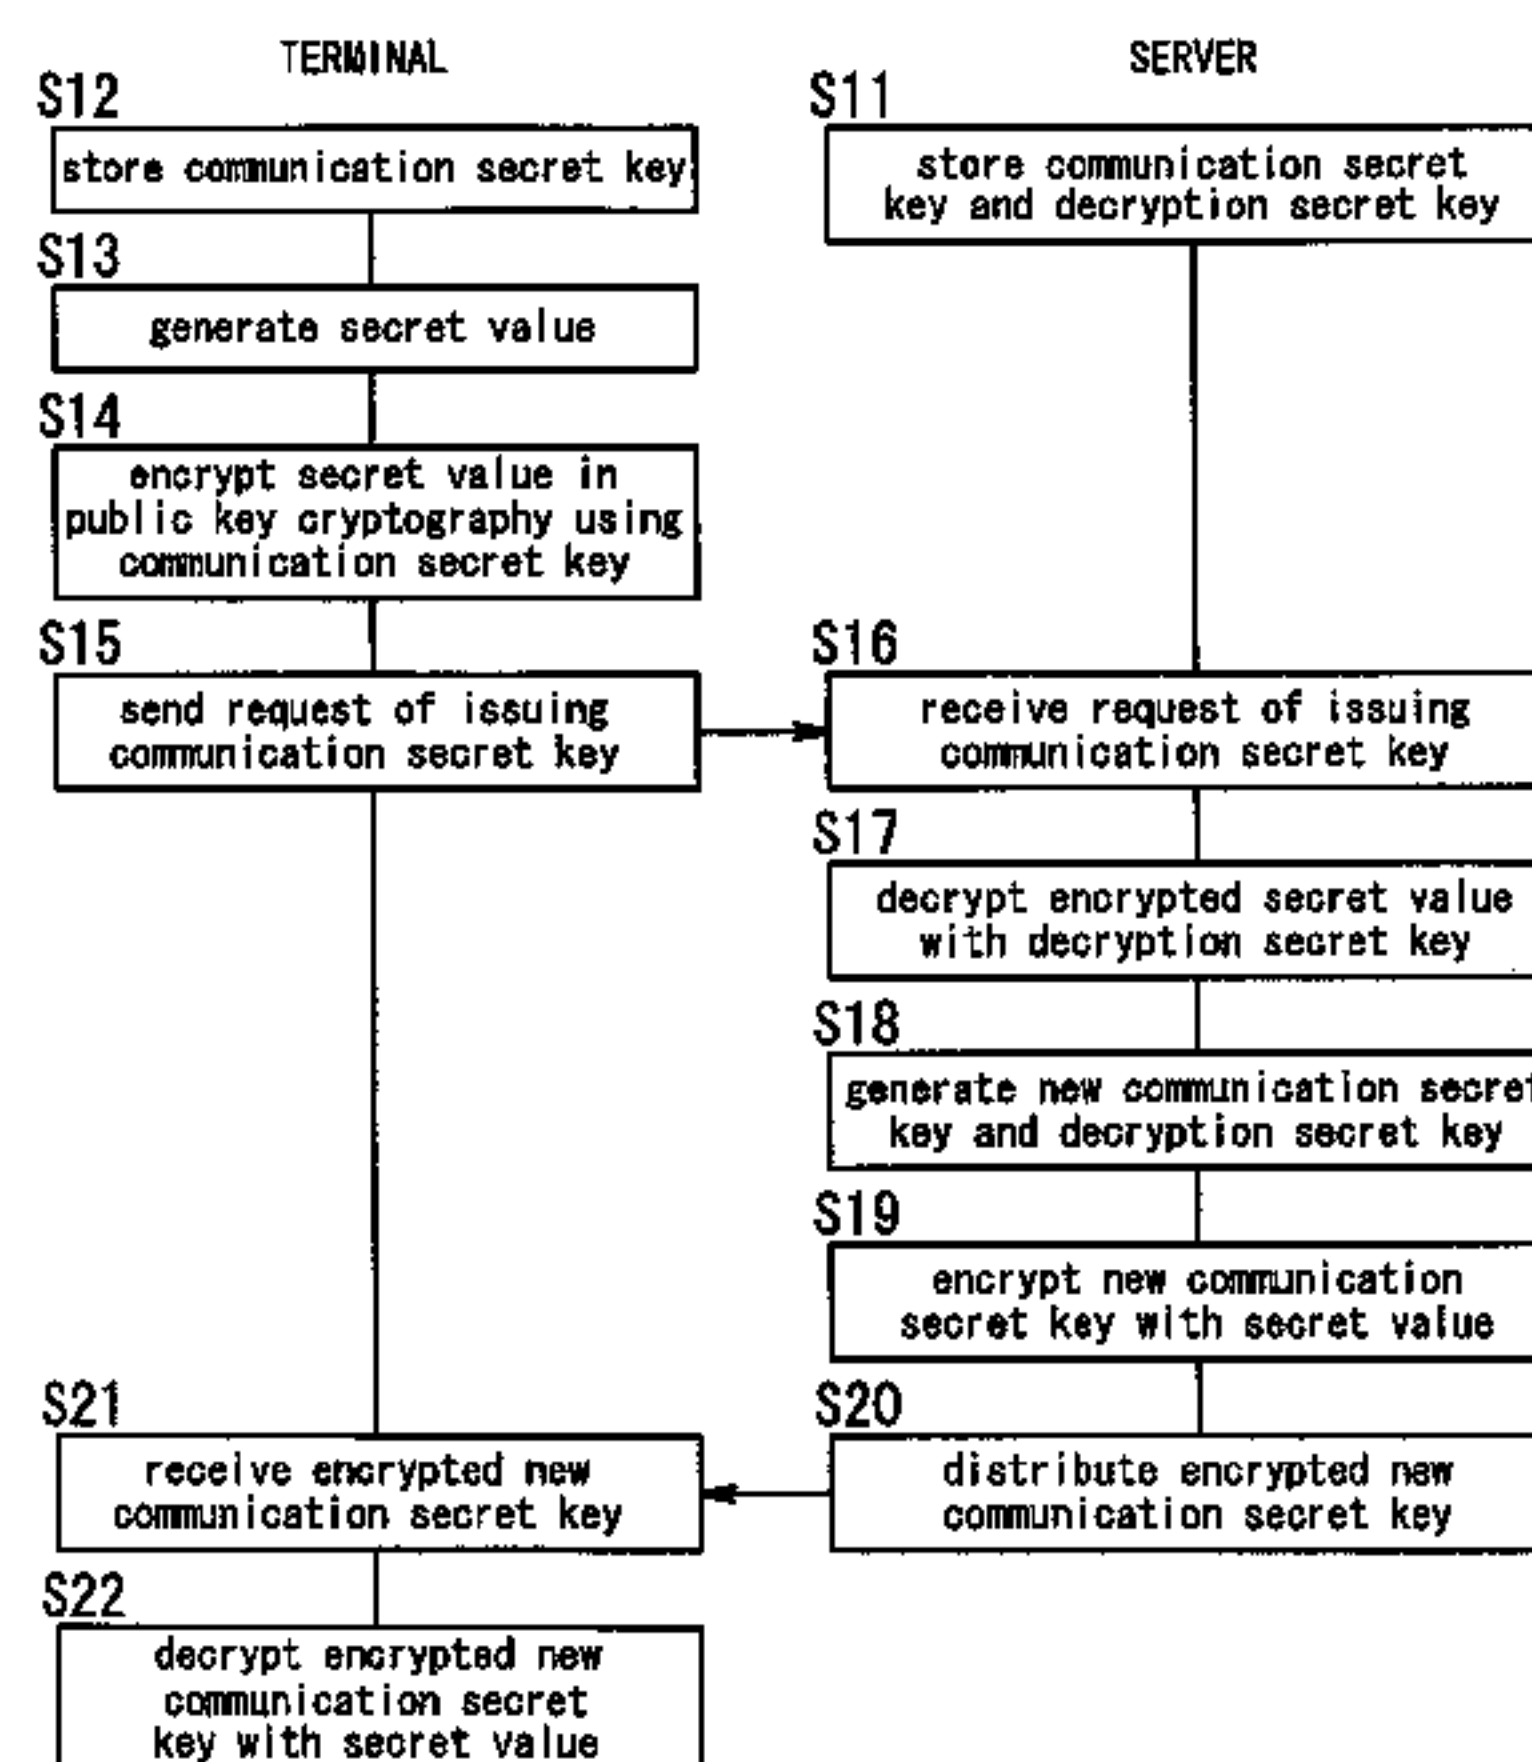 TERMINAL
S12
store communication secret key
S13
generate secret value
S14
encrypt secret value in
public key cryptography using
communication secret key
S15
send request of issuing
communication secret key
S21
receive encrypted new
communication secret key
S22
decrypt encrypted new
communication secret
key with secret value
SERVER
S11
store communication secret
key and decryption secret key
S16
receive request of issuing
communication secret key
S17
decrypt encrypted secret value
with decryption secret key
S18
generate new communication secret
key and decryption secret key
S19
encrypt new communication
secret key with secret value
S20
distribute encrypted new
communication secret key